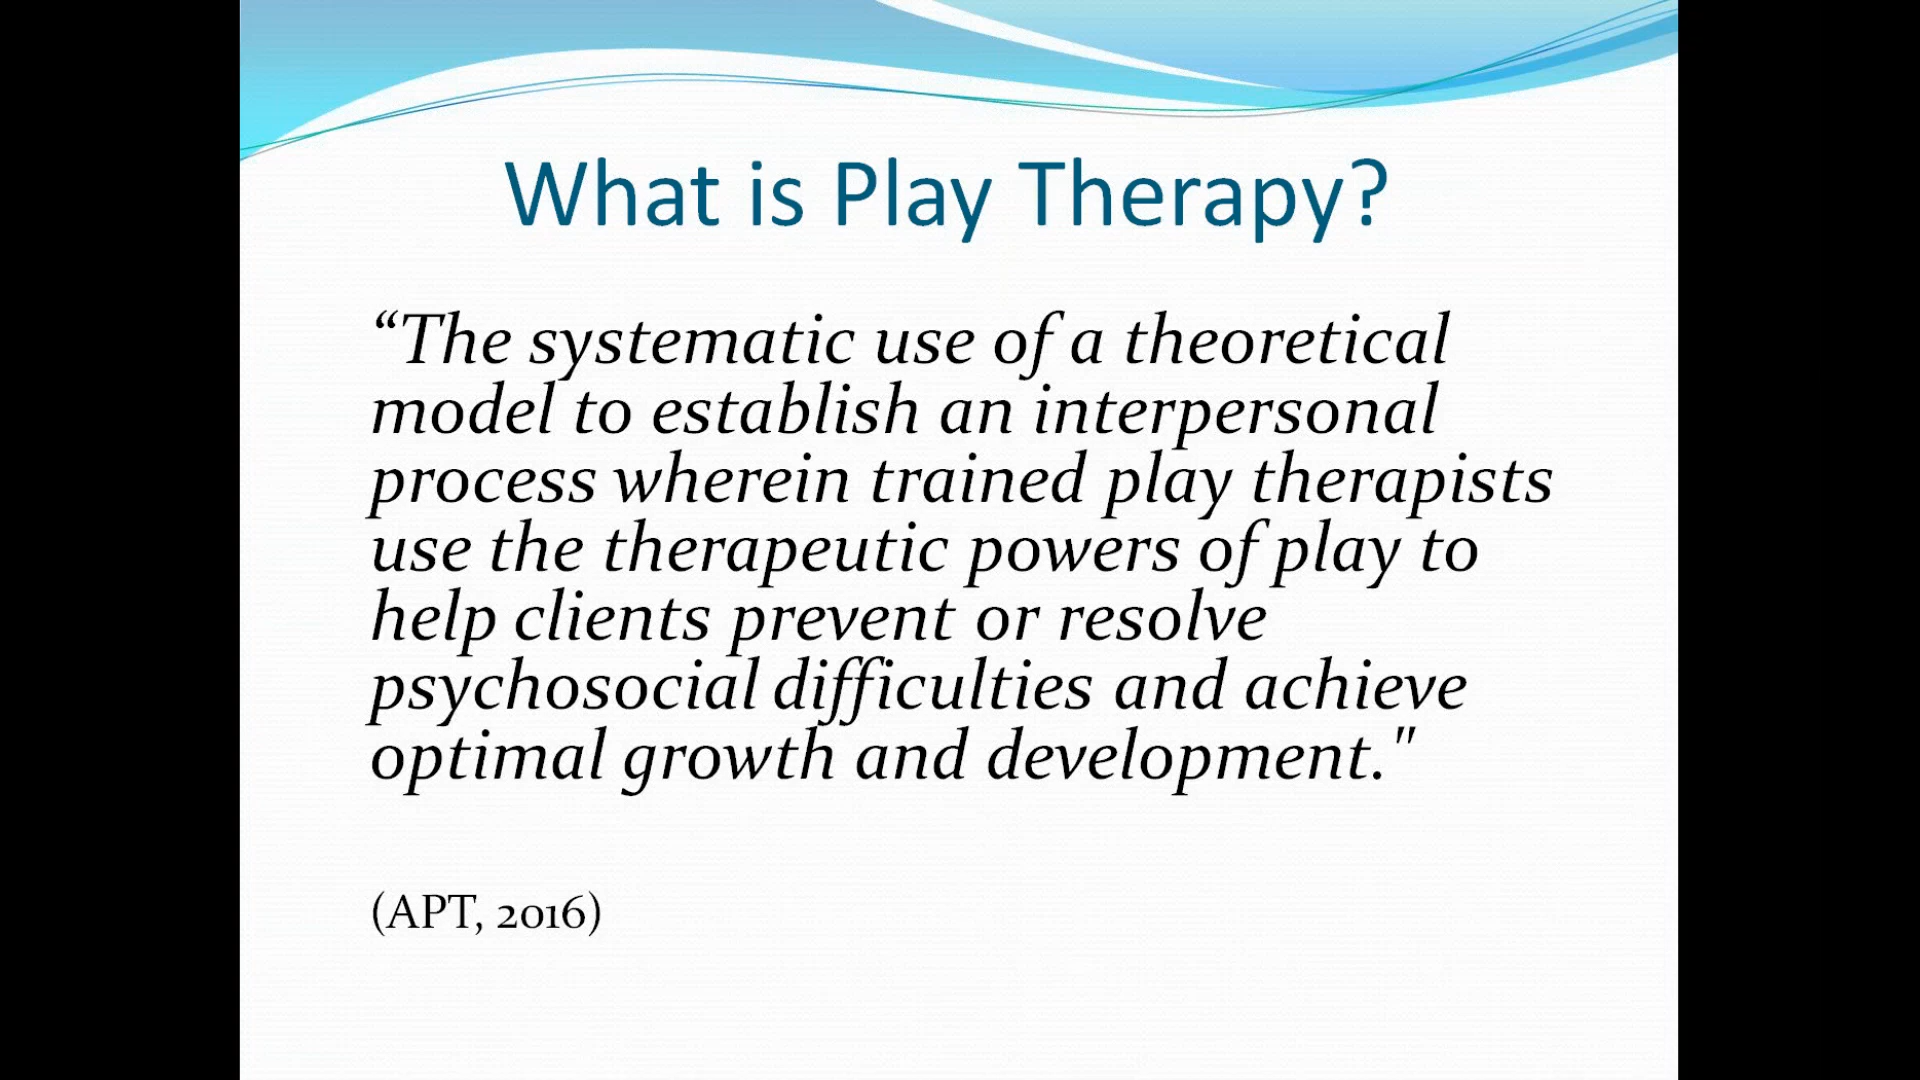 What is Play Therapy?
“The systematic use of a theoretical
model to establish an interpersonal
process wherein trained play therapists
use the therapeutic powers of play to
help clients prevent or resolve
psychosocial difficulties and achieve
optimal growth and development."
(APT, 2016)